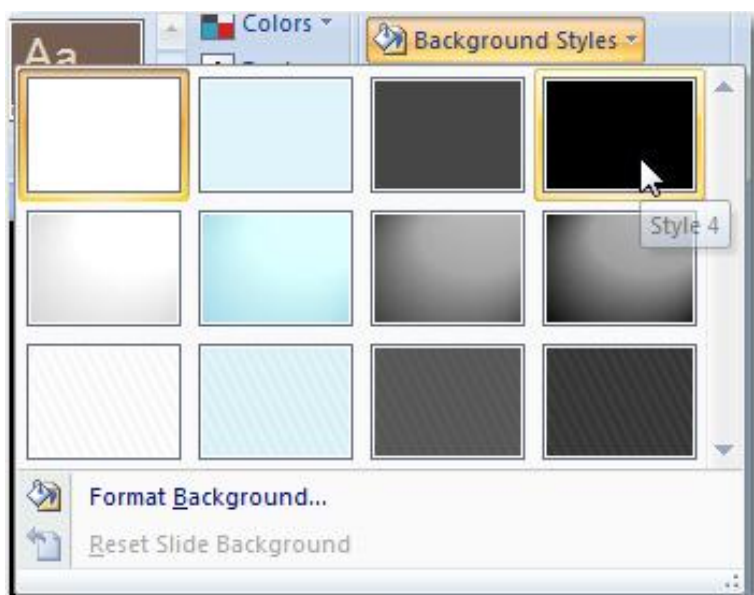 Aa
Colors
Background Styles
Style 4
Format Background...
Reset Slide Background